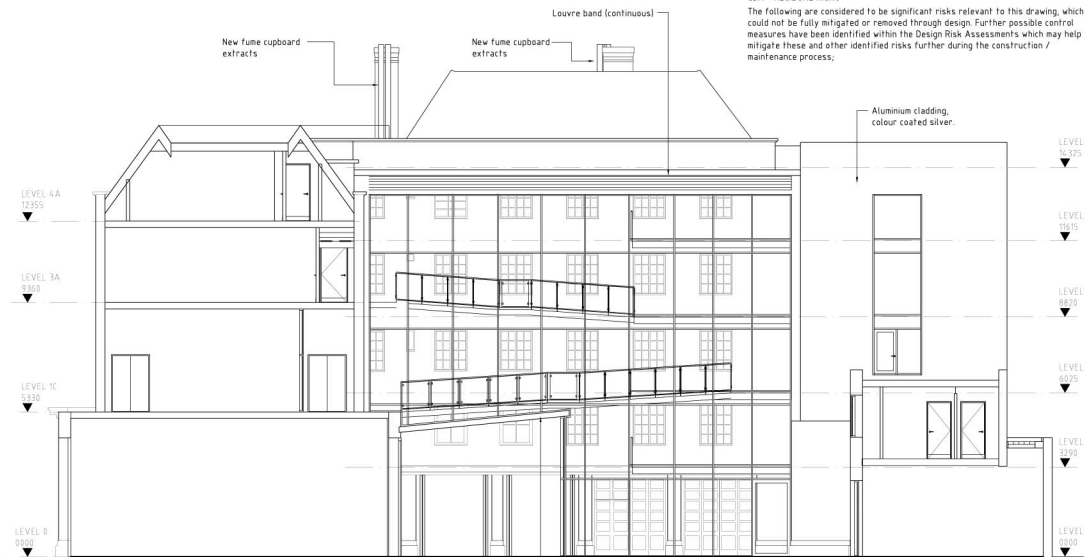 The following are considered to be significant risks relevant to this drawing, which
could not be fully mitigated or removed through design. Further possible control
measures have been identified within the Design Risk Assessments which may help
mitigate these and other identified risks further during the construction /
maintenance process;
Louvre band (continuous)
New fume cupboard
extracts
New fume cupboard
extracts
Aluminium cladding,
colour coated silver.
LEVEL
14325
LEVEL 4A
12355
LEVEL
11615
LEVEL 3A
9360
LEVEL
8820
LEVEL
6025
LEVEL 1C
5330
LEVEL
3290
LEVEL 0
0000
LEVEL
0000